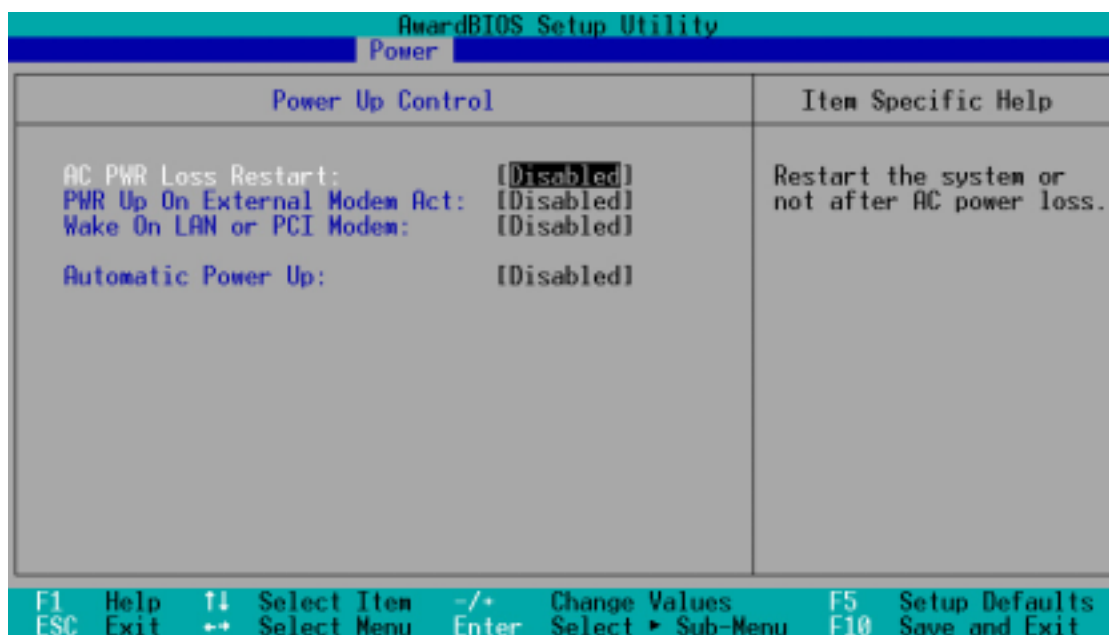 AwardBIOS Setup Utility
Power
Power Up Control
Item Specific Help
AC PWR Loss Restart: [Disabled]
PWR Up On External Modem Act: [Disabled]
Wake On LAN or PCI Modem: [Disabled]
Automatic Power Up: [Disabled]
Restart the system or
not after AC power loss.
F1 Help ↑↓ Select Item -/+ Change Values F5 Setup Defaults
ESC Exit ←→ Select Menu Enter Select ► Sub-Menu F10 Save and Exit